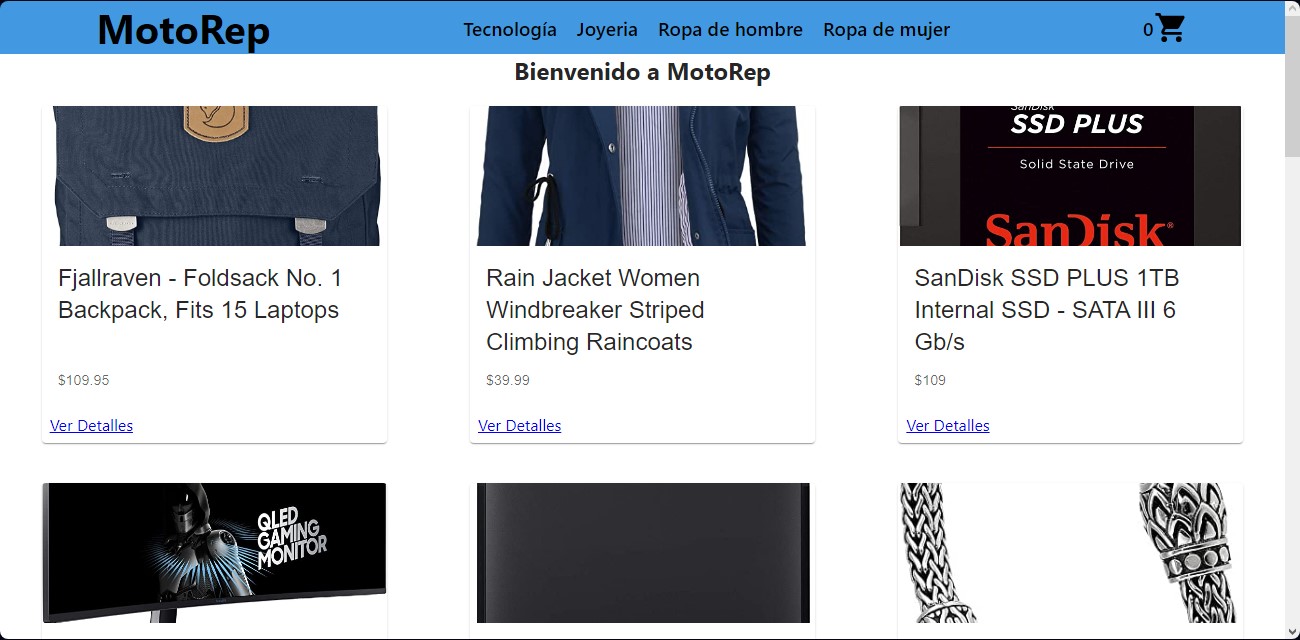 MotoRep
Tecnología Joyeria Ropa de hombre Ropa de mujer
0
Bienvenido a MotoRep
SanDisk
SSD PLUS
Solid State Drive
SanDisk®
Fjallraven - Foldsack No. 1
Backpack, Fits 15 Laptops
$109.95
Ver Detalles
Rain Jacket Women
Windbreaker Striped
Climbing Raincoats
$39.99
Ver Detalles
SanDisk SSD PLUS 1TB
Internal SSD - SATA III 6
Gb/s
$109
Ver Detalles
QLED
GAMING
MONITOR